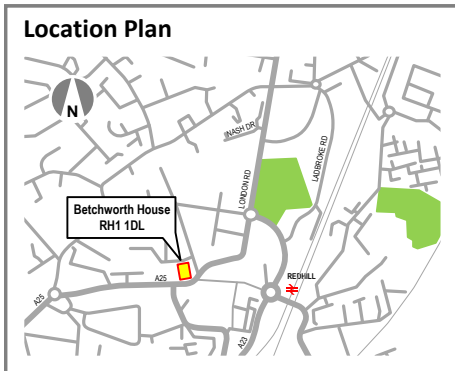 Location Plan
N
NASH DR
LONDON RD
LADBROKE RD
Betchworth House
RH1 1DL
A25
A25
REDHILL
A23